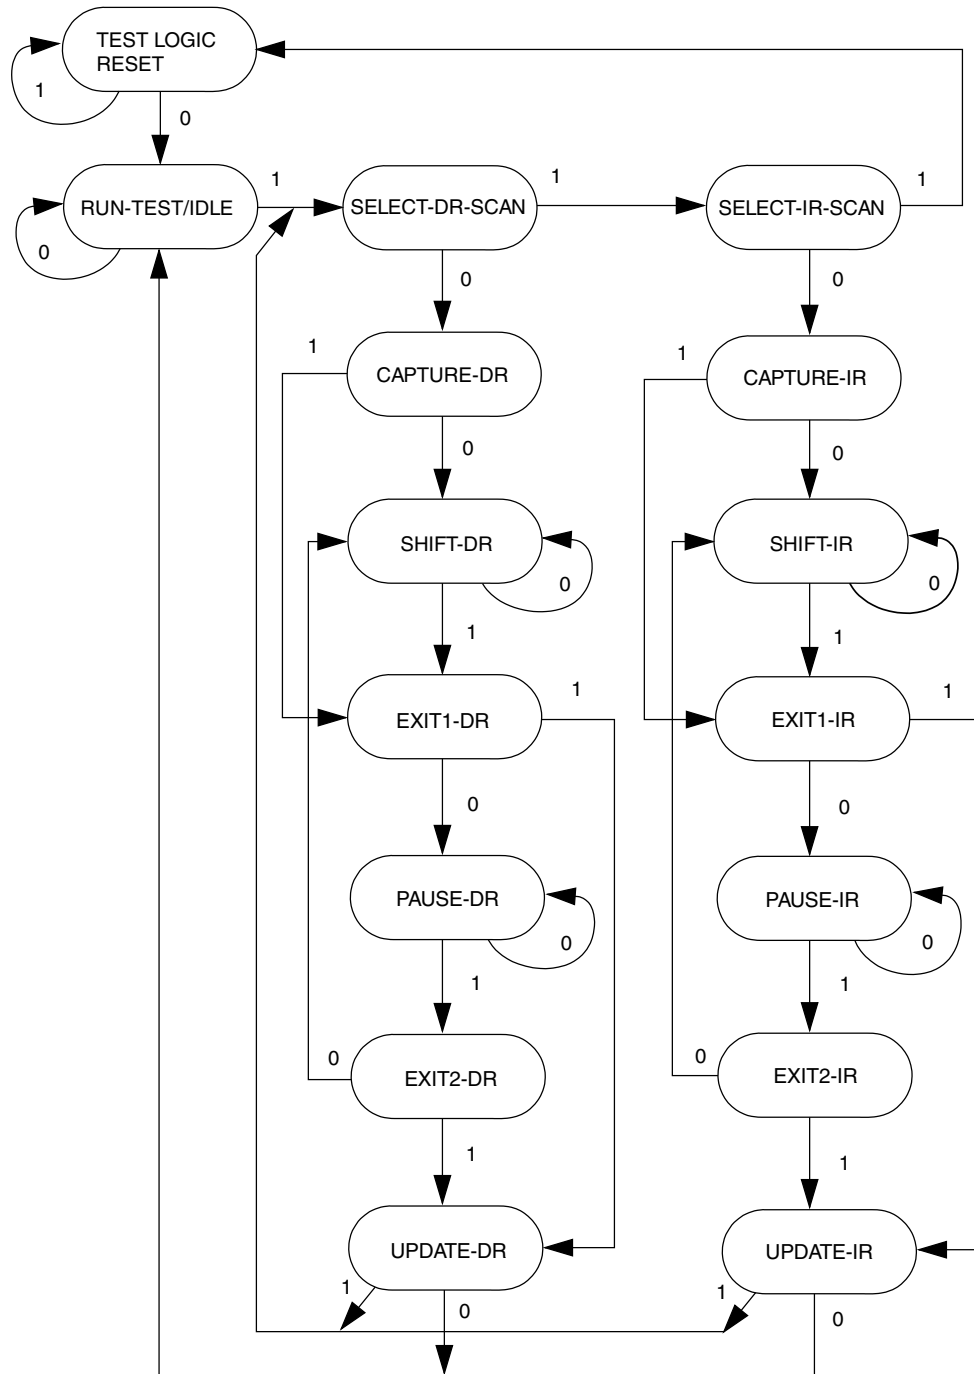 TEST LOGIC
RESET
1
0
RUN-TEST/IDLE
1
0
SELECT-DR-SCAN
1
SELECT-IR-SCAN
1
0
0
1
CAPTURE-DR
1
CAPTURE-IR
0
0
SHIFT-DR
0
SHIFT-IR
0
1
1
EXIT1-DR
1
EXIT1-IR
1
0
0
PAUSE-DR
0
PAUSE-IR
0
1
1
0
EXIT2-DR
0
EXIT2-IR
1
1
UPDATE-DR
UPDATE-IR
1
0
1
0